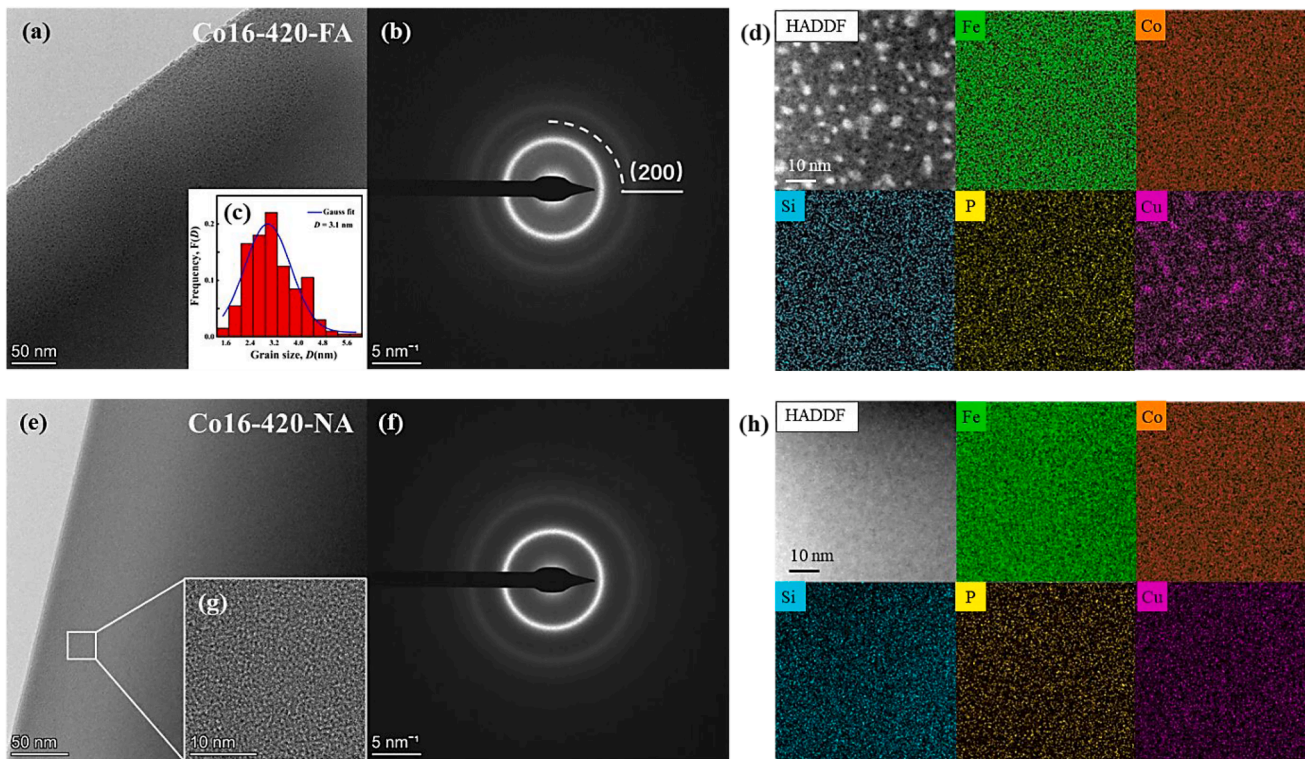 (a)
Co16-420-FA
50 nm
(c)
Gauss fit
D = 3.1 nm
Frequency, F(D)
0.2
0.1
0.0
1.6 2.4 3.2 4.0 4.8 5.6
Grain size, D(nm)
(b)
(200)
5 nm⁻¹
(d)
HADDF
10 nm
Fe
Co
Si
P
Cu
(e)
Co16-420-NA
50 nm
(g)
10 nm
(f)
5 nm⁻¹
(h)
HADDF
10 nm
Fe
Co
Si
P
Cu